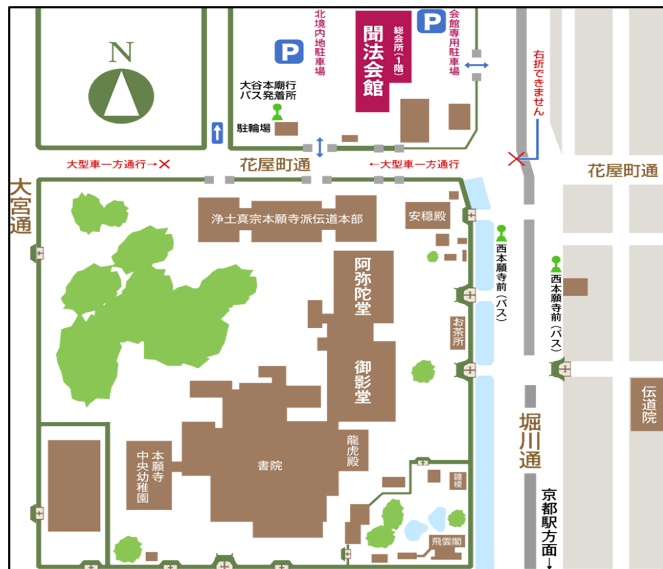 N
P
北境内地駐車場
総会所(1階)
聞法会館
P
会館専用駐車場
右折できません
大谷本廟行
バス発着所
駐輪場
大型車一方通行→✕
花屋町通
←大型車一方通行
花屋町通
大宮通
浄土真宗本願寺派伝道本部
安穏殿
西本願寺前(バス)
西本願寺前(バス)
阿弥陀堂
お茶所
御影堂
伝道院
堀川通
本願寺
中央幼稚園
書院
龍虎殿
鐘楼
飛雲閣
京都駅方面→